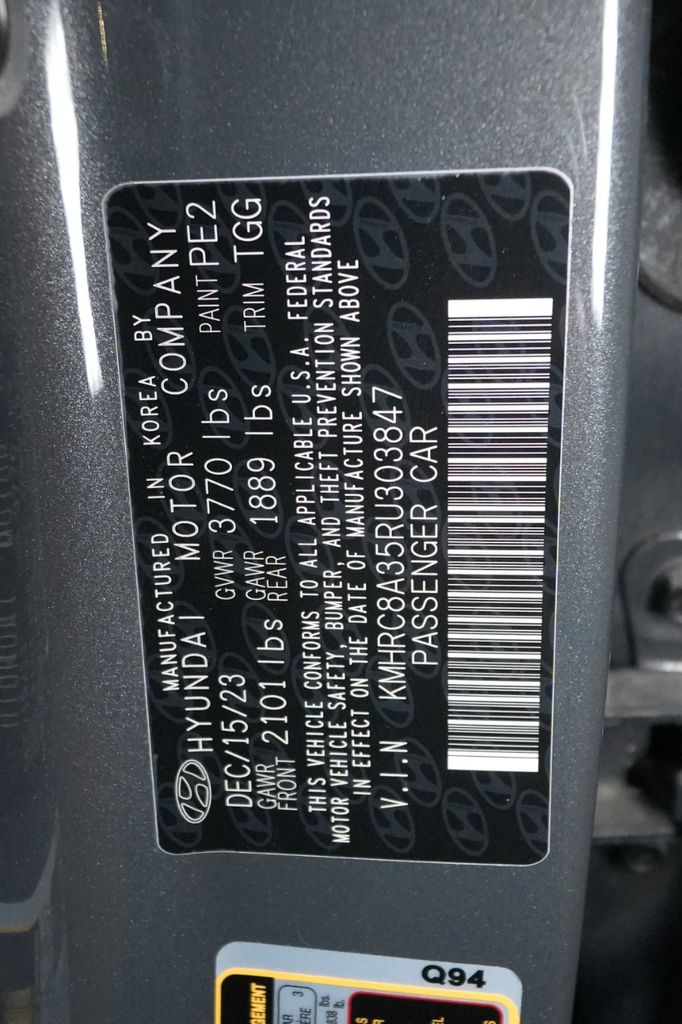 MANUFACTURED IN KOREA BY
HYUNDAI MOTOR COMPANY
DEC/15/23 GVWR 3770 lbs PAINT PE2
GAWR FRONT 2101 lbs GAWR REAR 1889 lbs TRIM TGG
THIS VEHICLE CONFORMS TO ALL APPLICABLE U.S.A. FEDERAL
MOTOR VEHICLE SAFETY, BUMPER, AND THEFT PREVENTION STANDARDS
IN EFFECT ON THE DATE OF MANUFACTURE SHOWN ABOVE
V.I.N KMHRC8A35RU303847
PASSENGER CAR
Q94
3